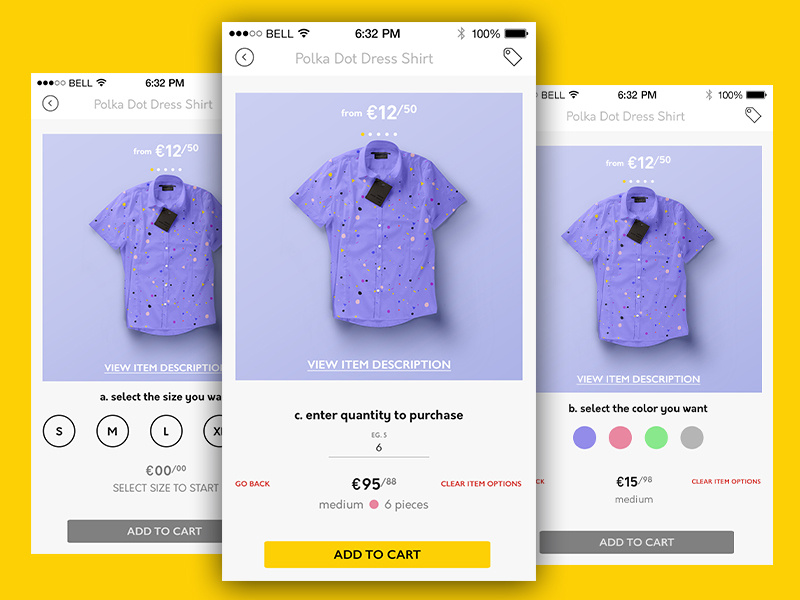 BELL 6:32 PM
Polka Dot Dress Shirt
from €12/50
VIEW ITEM DESCRIPTION
a. select the size you wa
S M L X
€00/00
SELECT SIZE TO START
ADD TO CART
BELL 6:32 PM 100%
Polka Dot Dress Shirt
from €12/50
VIEW ITEM DESCRIPTION
c. enter quantity to purchase
EG. 5
6
GO BACK €95/88 CLEAR ITEM OPTIONS
medium 6 pieces
ADD TO CART
BELL 6:32 PM 100%
Polka Dot Dress Shirt
from €12/50
VIEW ITEM DESCRIPTION
b. select the color you want
CK €15/98 CLEAR ITEM OPTIONS
medium
ADD TO CART